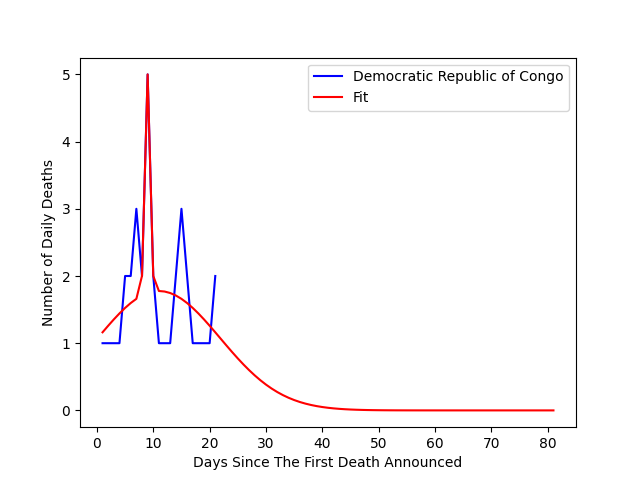 Democratic Republic of Congo
Fit
Number of Daily Deaths
5
4
3
2
1
0
0 10 20 30 40 50 60 70 80
Days Since The First Death Announced